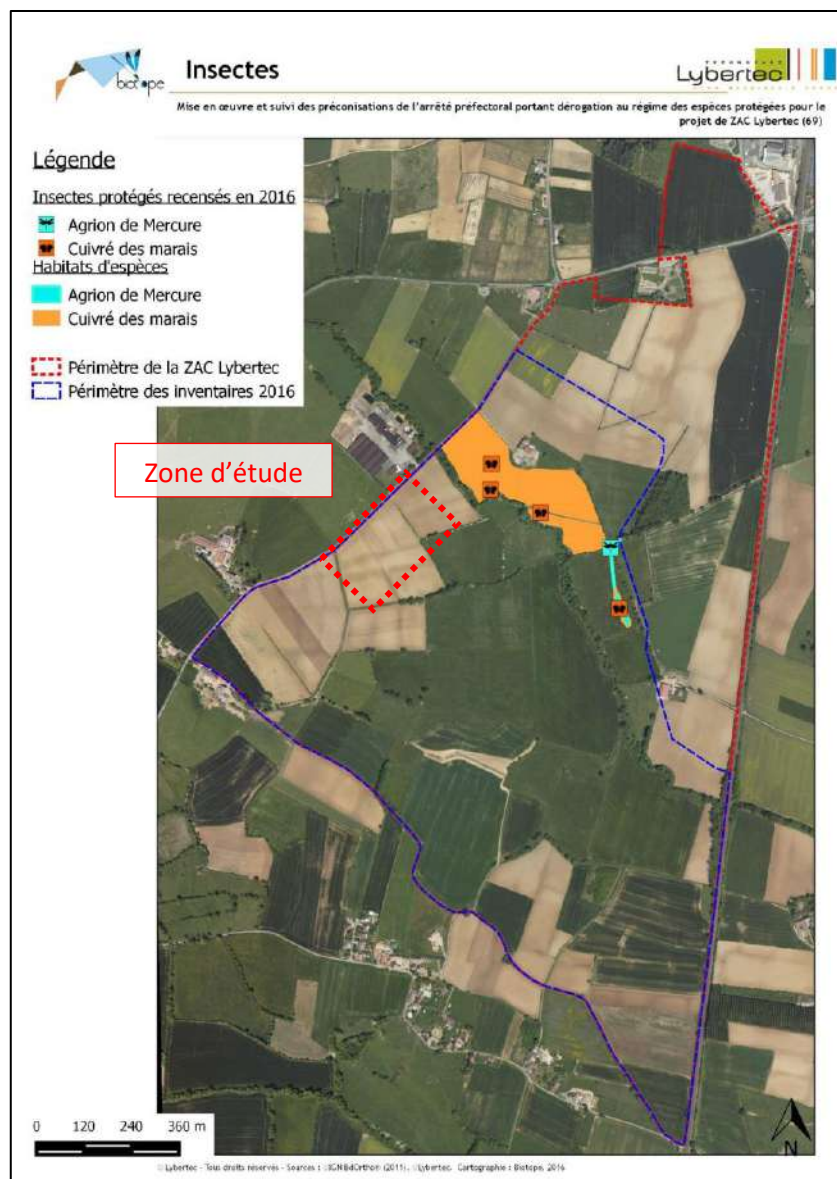 biotope
Insectes
Lybertec
Mise en œuvre et suivi des préconisations de l'arrêté préfectoral portant dérogation au régime des espèces protégées pour le
projet de ZAC Lybertec (69)
Légende
Insectes protégés recensés en 2016
Agrion de Mercure
Cuivré des marais
Habitats d'espèces
Agrion de Mercure
Cuivré des marais
Périmètre de la ZAC Lybertec
Périmètre des inventaires 2016
Zone d'étude
0 120 240 360 m
N
© Lybertec - Tous droits réservés - Sources : ©IGN BdOrtho® (2011), ©Lybertec. Cartographie : Biotope, 2016